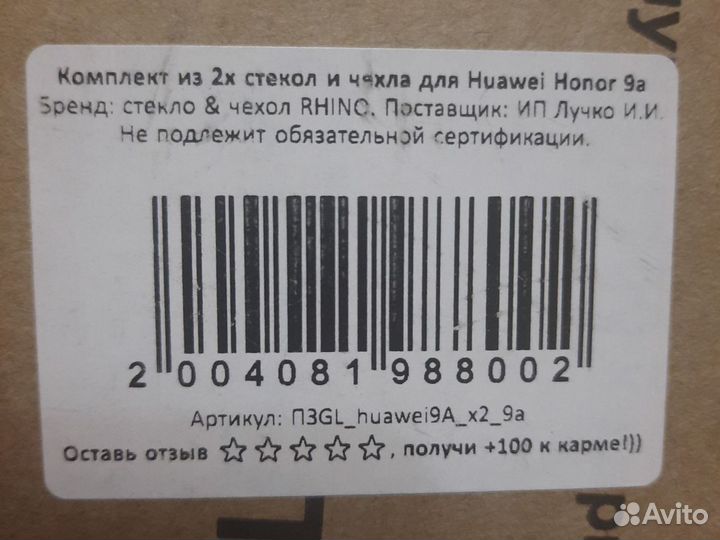 Комплект из 2х стекол и чехла для Huawei Honor 9a
Бренд: стекло & чехол RHINO. Поставщик: ИП Лучко И.И.
Не подлежит обязательной сертификации.
2 004081 988002
Артикул: П3GL_huawei9A_x2_9a
Оставь отзыв ☆☆☆☆☆, получи +100 к карме!))
Avito